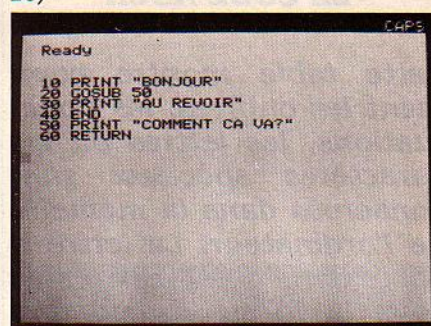 CAPS
Ready
10 PRINT "BONJOUR"
20 GOSUB 50
30 PRINT "AU REVOIR"
40 END
50 PRINT "COMMENT CA VA?"
60 RETURN